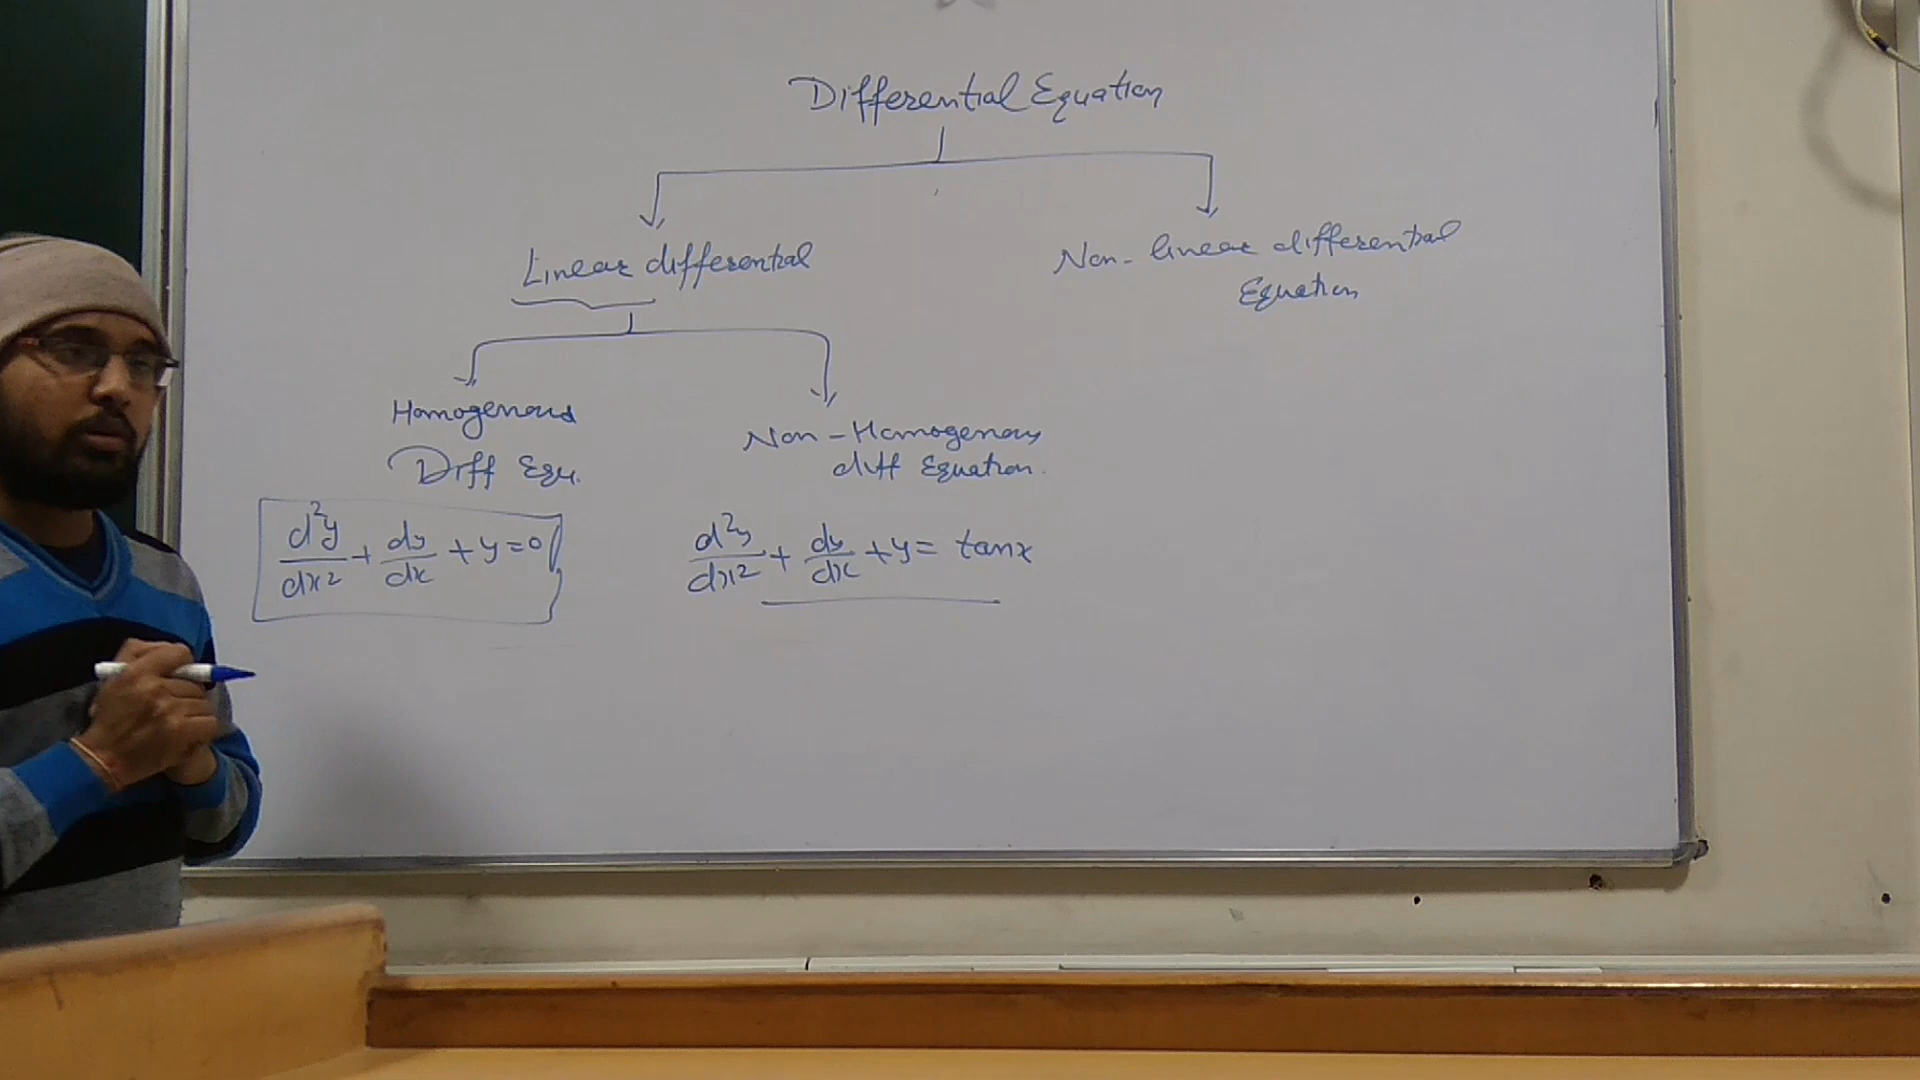 Differential Equation
Linear differential
Non-linear differential
Equation
Homogenous
Diff Equ.
Non-Homogenous
diff Equation.
d²y/dx² + dy/dx + y = 0
d²y/dx² + dy/dx + y = tanx